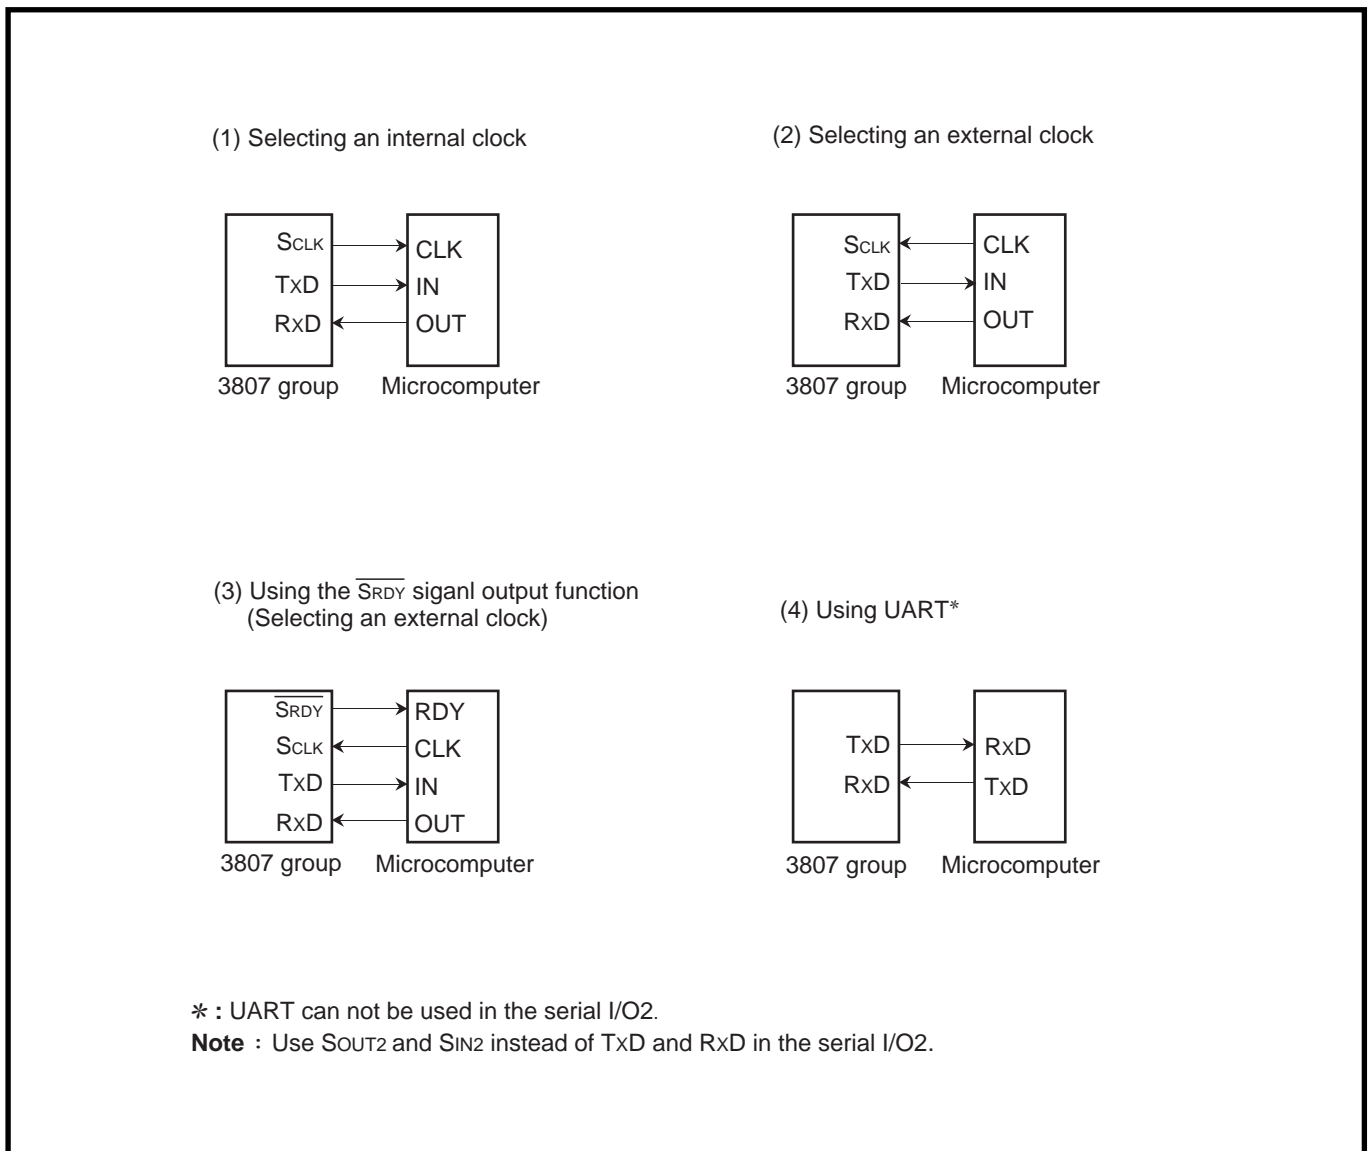 (1) Selecting an internal clock
SCLK CLK
TxD IN
RxD OUT
3807 group Microcomputer
(2) Selecting an external clock
SCLK CLK
TxD IN
RxD OUT
3807 group Microcomputer
(3) Using the S̅R̅D̅Y̅ siganl output function
(Selecting an external clock)
S̅R̅D̅Y̅ RDY
SCLK CLK
TxD IN
RxD OUT
3807 group Microcomputer
(4) Using UART*
TxD RxD
RxD TxD
3807 group Microcomputer
* : UART can not be used in the serial I/O2.
Note : Use SOUT2 and SIN2 instead of TxD and RxD in the serial I/O2.